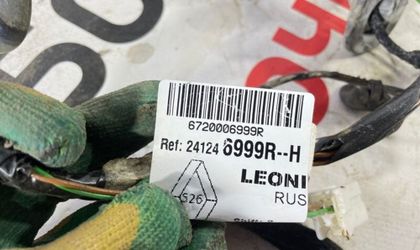 6720006999R
Ref: 24124 6999R--H
LEONI
RUS
S26